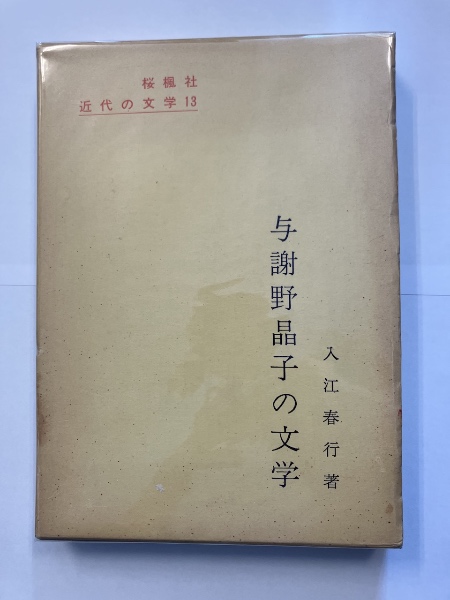 桜楓社
近代の文学13
与謝野晶子の文学
入江春行著